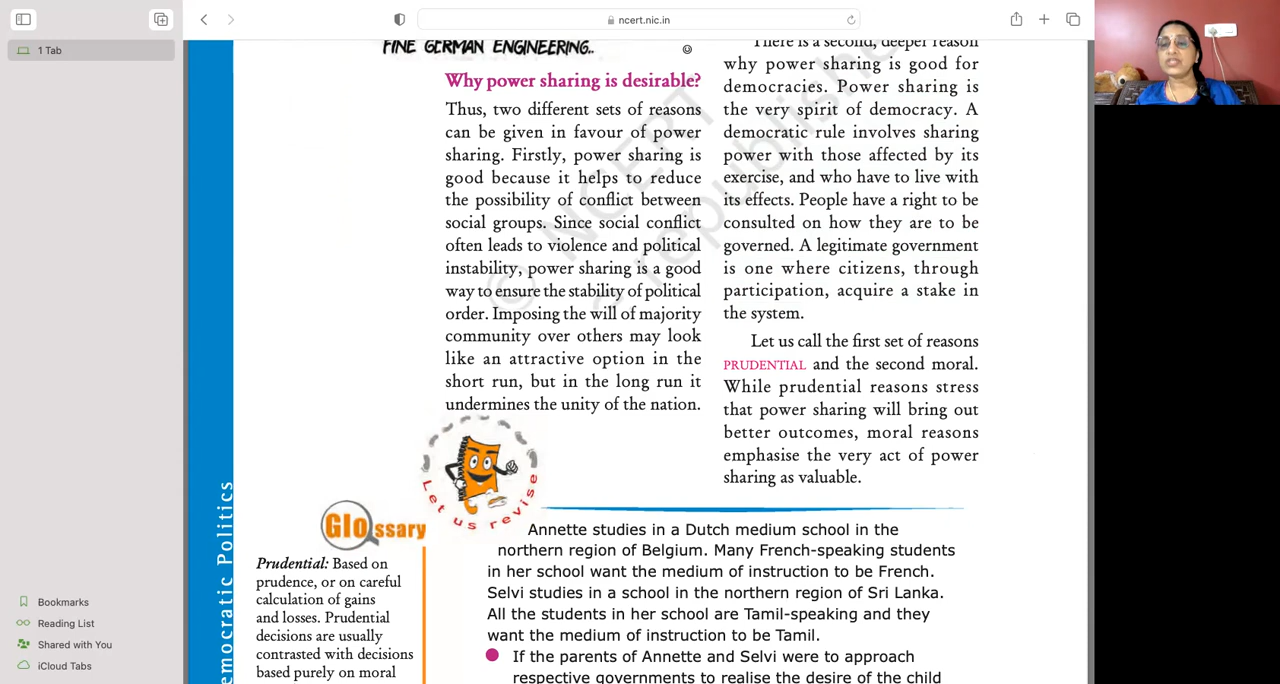 1 Tab
ncert.nic.in
FINE GERMAN ENGINEERING..
Why power sharing is desirable?
Thus, two different sets of reasons
can be given in favour of power
sharing. Firstly, power sharing is
good because it helps to reduce
the possibility of conflict between
social groups. Since social conflict
often leads to violence and political
instability, power sharing is a good
way to ensure the stability of political
order. Imposing the will of majority
community over others may look
like an attractive option in the
short run, but in the long run it
undermines the unity of the nation.
There is a second, deeper reason
why power sharing is good for
democracies. Power sharing is
the very spirit of democracy. A
democratic rule involves sharing
power with those affected by its
exercise, and who have to live with
its effects. People have a right to be
consulted on how they are to be
governed. A legitimate government
is one where citizens, through
participation, acquire a stake in
the system.
Let us call the first set of reasons
PRUDENTIAL and the second moral.
While prudential reasons stress
that power sharing will bring out
better outcomes, moral reasons
emphasise the very act of power
sharing as valuable.
© NCERT
republished
Let us revise
Glossary
Prudential: Based on
prudence, or on careful
calculation of gains
and losses. Prudential
decisions are usually
contrasted with decisions
based purely on moral
Annette studies in a Dutch medium school in the
northern region of Belgium. Many French-speaking students
in her school want the medium of instruction to be French.
Selvi studies in a school in the northern region of Sri Lanka.
All the students in her school are Tamil-speaking and they
want the medium of instruction to be Tamil.
If the parents of Annette and Selvi were to approach
respective governments to realise the desire of the child
emocratic Politics
Bookmarks
Reading List
Shared with You
iCloud Tabs